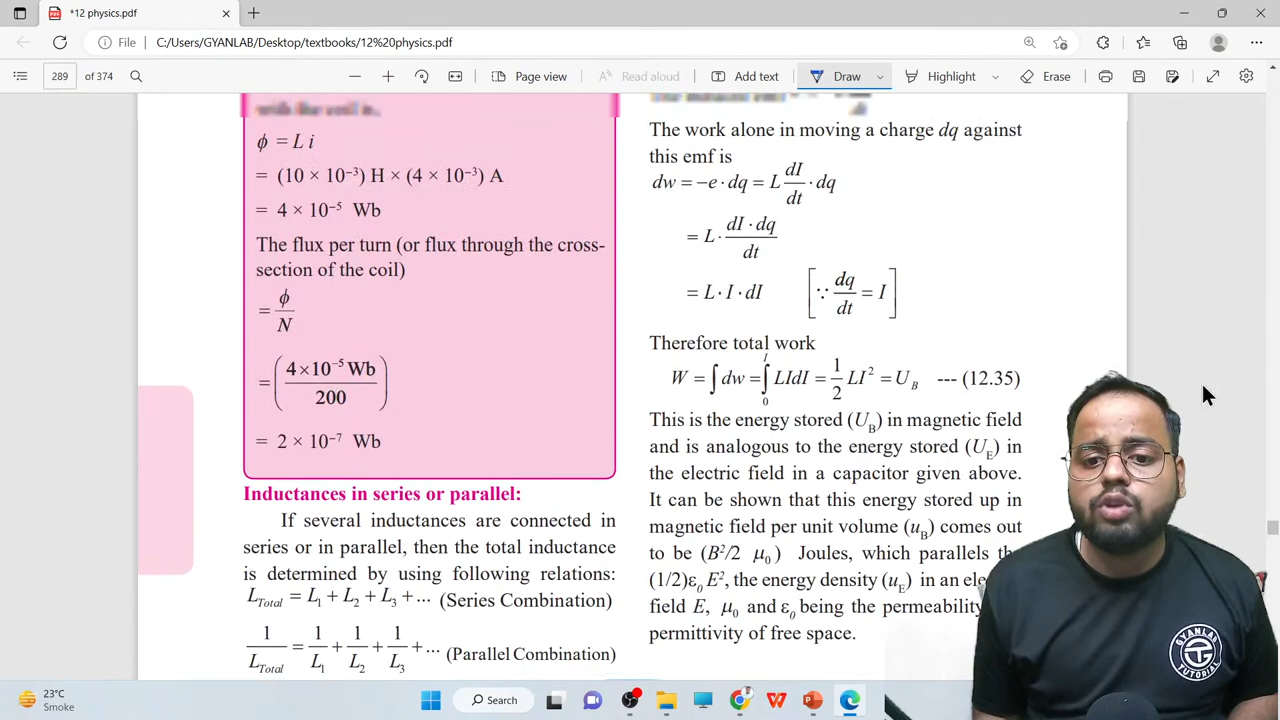 *12 physics.pdf
File
C:/Users/GYANLAB/Desktop/textbooks/12%20physics.pdf
289 of 374
Page view
Read aloud
Add text
Draw
Highlight
Erase
with the coil is,
ϕ = L i
= (10 × 10⁻³) H × (4 × 10⁻³) A
= 4 × 10⁻⁵ Wb
The flux per turn (or flux through the cross-
section of the coil)
= ϕ/N
= (4×10⁻⁵ Wb/200)
= 2 × 10⁻⁷ Wb
Inductances in series or parallel:
If several inductances are connected in
series or in parallel, then the total inductance
is determined by using following relations:
L_Total = L₁ + L₂ + L₃ + ... (Series Combination)
1/L_Total = 1/L₁ + 1/L₂ + 1/L₃ + ... (Parallel Combination)
The work alone in moving a charge dq against
this emf is
dw = −e · dq = L dI/dt · dq
= L · dI · dq/dt
= L · I · dI [∵ dq/dt = I]
Therefore total work
W = ∫ dw = ∫₀ᴵ LIdI = 1/2 LI² = U_B --- (12.35)
This is the energy stored (U_B) in magnetic field
and is analogous to the energy stored (U_E) in
the electric field in a capacitor given above.
It can be shown that this energy stored up in
magnetic field per unit volume (u_B) comes out
to be (B²/2 μ₀) Joules, which parallels
(1/2)ε₀ E², the energy density (u_E) in an
field E, μ₀ and ε₀ being the permeability
permittivity of free space.
GYANLAB
TUTORIAL
23°C
Smoke
Search